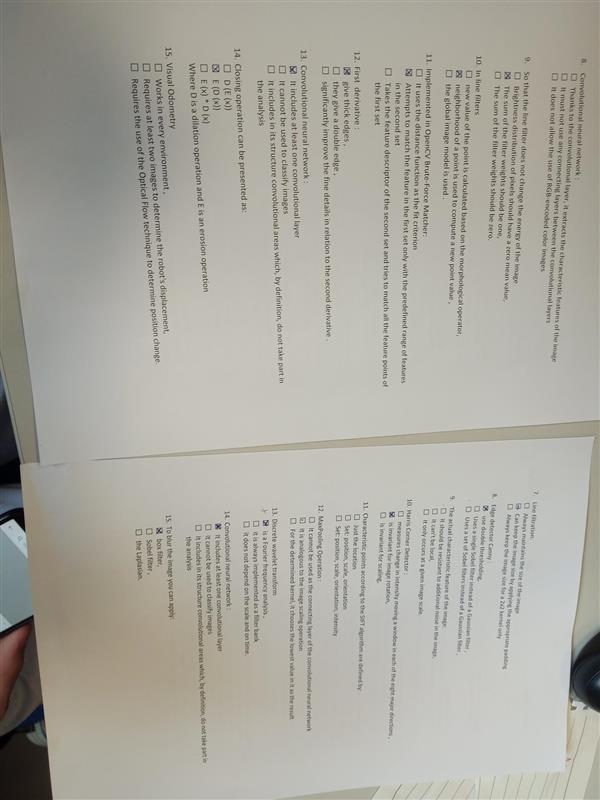 8. Convolutional neural network :
☐ Thanks to the convolutional layer, it extracts the characteristic features of the image
☐ It must not use any connecting layers between the convolutional layers
☐ It does not allow the use of RGB-encoded color images
9. So that the line filter does not change the energy of the image
☐ Brightness distribution of pixels should have a zero mean value,
☒ The sum of the filter weights should be one,
☐ The sum of the filter weights should be zero.
10. In line filters
☐ new value of the point is calculated based on the morphological operator,
☒ neighborhood of a point is used to compute a new point value ,
☐ the global image model is used .
11. Implemented in OpenCV Brute-Force Matcher:
☐ It uses the distance function as the fit criterion
☒ Attempts to match the feature in the first set only with the predefined range of features
in the second set
☐ Takes the feature descriptor of the second set and tries to match all the feature points of
the first set
12. First derivative :
☒ give thick edges ,
☐ they give a double edge ,
☐ significantly improve the fine details in relation to the second derivative .
13. Convolutional neural network :
☒ It includes at least one convolutional layer
☐ It cannot be used to classify images
☐ It includes in its structure convolutional areas which, by definition, do not take part in
the analysis
14. Closing operation can be presented as:
☐ D (E (x))
☒ E (D (x))
☐ E (x) * D (x)
Where D is a dilation operation and E is an erosion operation
15. Visual Odometry
☐ Works in every environment ,
☐ Requires at least two images to determine the robot's displacement,
☐ Requires the use of the Optical Flow technique to determine position change.
7. Line filtration:
☐ Always maintains the size of the image
☒ Can keep the image size by applying the appropriate padding
☐ Always keep the image size for a 2x2 kernel only
8. Edge detector Canny :
☒ use double thresholding,
☐ Uses a single Sobel filter instead of a Gaussian filter ,
☐ Uses a set of Sobel filters instead of a Gaussian filter ,
9. The actual characteristic feature of the image:
☐ It should be resistant to additional noise in the image,
☐ It can't be local,
☐ It only occurs at a given image scale.
10. Harris Corner Detector :
☐ measures change in intensity moving a window in each of the eight major directions ,
☒ is invariant for image rotation,
☐ is invariant for scaling,
11. Characteristic points according to the SIFT algorithm are defined by:
☐ Just the location
☐ Set: position, scale, orientation
☐ Set: position, scale, orientation, intensity
12. MaxPooling Operation :
☐ It cannot be used as the connecting layer of the convolutional neural network
☒ It is analogous to the image scaling operation
☐ For the determined kernel, it chooses the lowest value in it as the result
13. Discrete wavelet transform
☒ is a Fourier frequency analysis ,
☐ it is always implemented as a filter bank
☐ it does not depend on the scale and on time.
14. Convolutional neural network :
☒ It includes at least one convolutional layer
☐ It cannot be used to classify images
☐ It includes in its structure convolutional areas which, by definition, do not take part in
the analysis
15. To blur the image you can apply:
☒ box filter,
☐ Sobel filter ,
☐ the Laplasian.